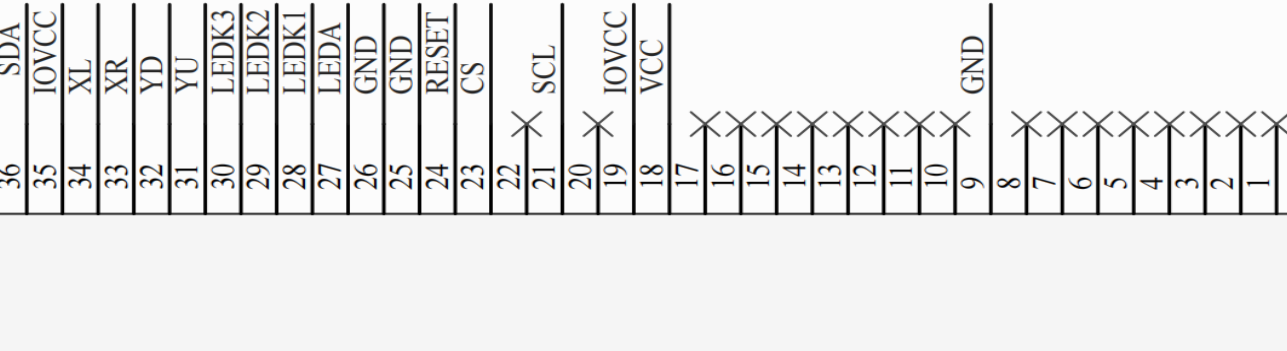 SDA IOVCC XL XR YD YU LEDK3 LEDK2 LEDK1 LEDA GND GND RESET CS SCL IOVCC VCC GND
36 35 34 33 32 31 30 29 28 27 26 25 24 23 22 21 20 19 18 17 16 15 14 13 12 11 10 9 8 7 6 5 4 3 2 1